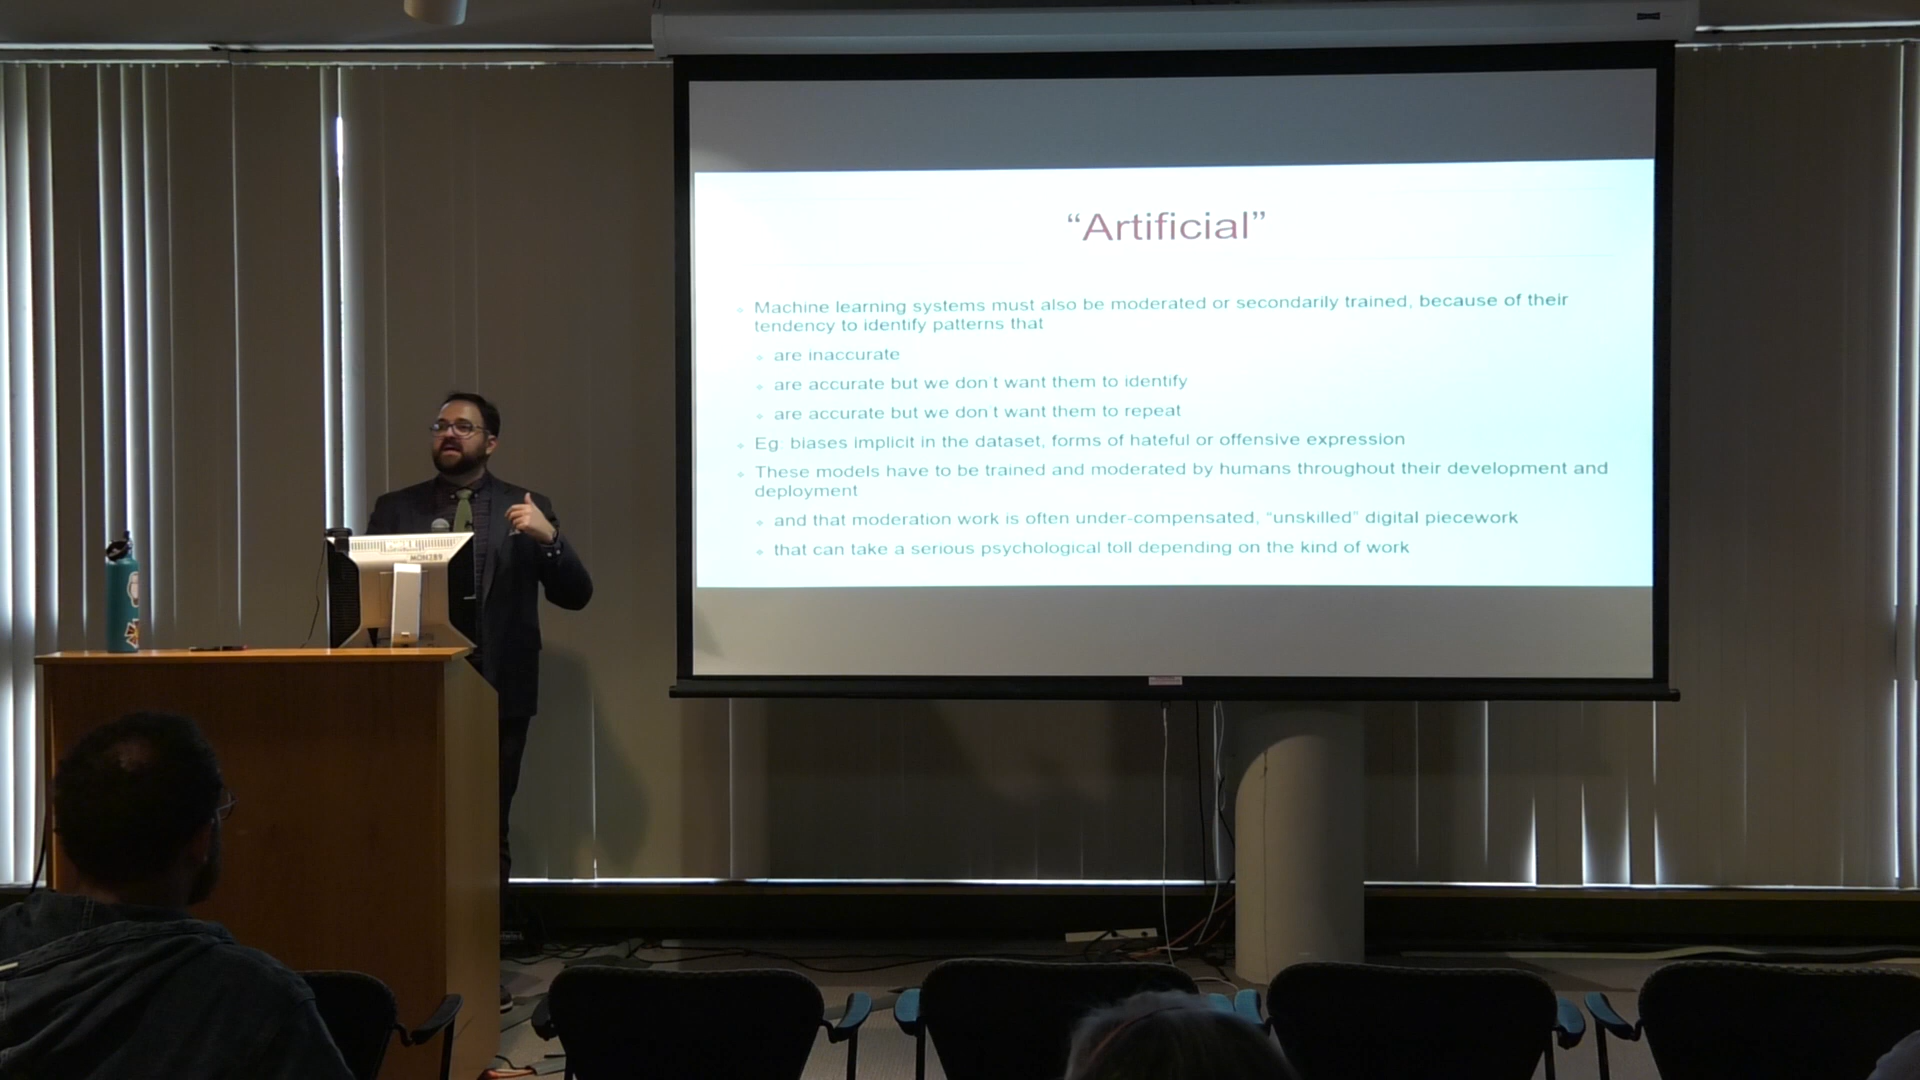 “Artificial”
Machine learning systems must also be moderated or secondarily trained, because of their
tendency to identify patterns that
are inaccurate
are accurate but we don t want them to identify
are accurate but we don t want them to repeat
Eg: biases implicit in the dataset, forms of hateful or offensive expression
These models have to be trained and moderated by humans throughout their development and
deployment
and that moderation work is often under-compensated, “unskilled” digital piecework
that can take a serious psychological toll depending on the kind of work